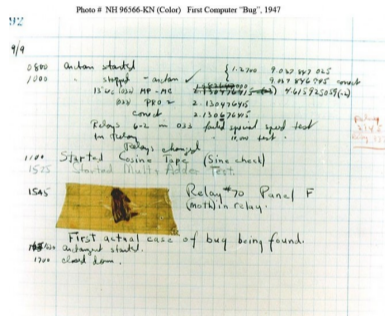 Photo # NH 96566-KN (Color) First Computer "Bug", 1947
92
9/9
0800 Antan started
1000 " stopped - antan ✓
13" UC (032) MP - MC
(033) PRO 2 2.130476415
correct 2.130676415
Relays 6-2 in 033 failed special speed test
in relay
Relays changed
1100 Started Cosine Tape (Sine check)
1525 Started Multi Adder Test.
1545 Relay #70 Panel F
(moth) in relay.
First actual case of bug being found.
antangent started.
1700 closed down.